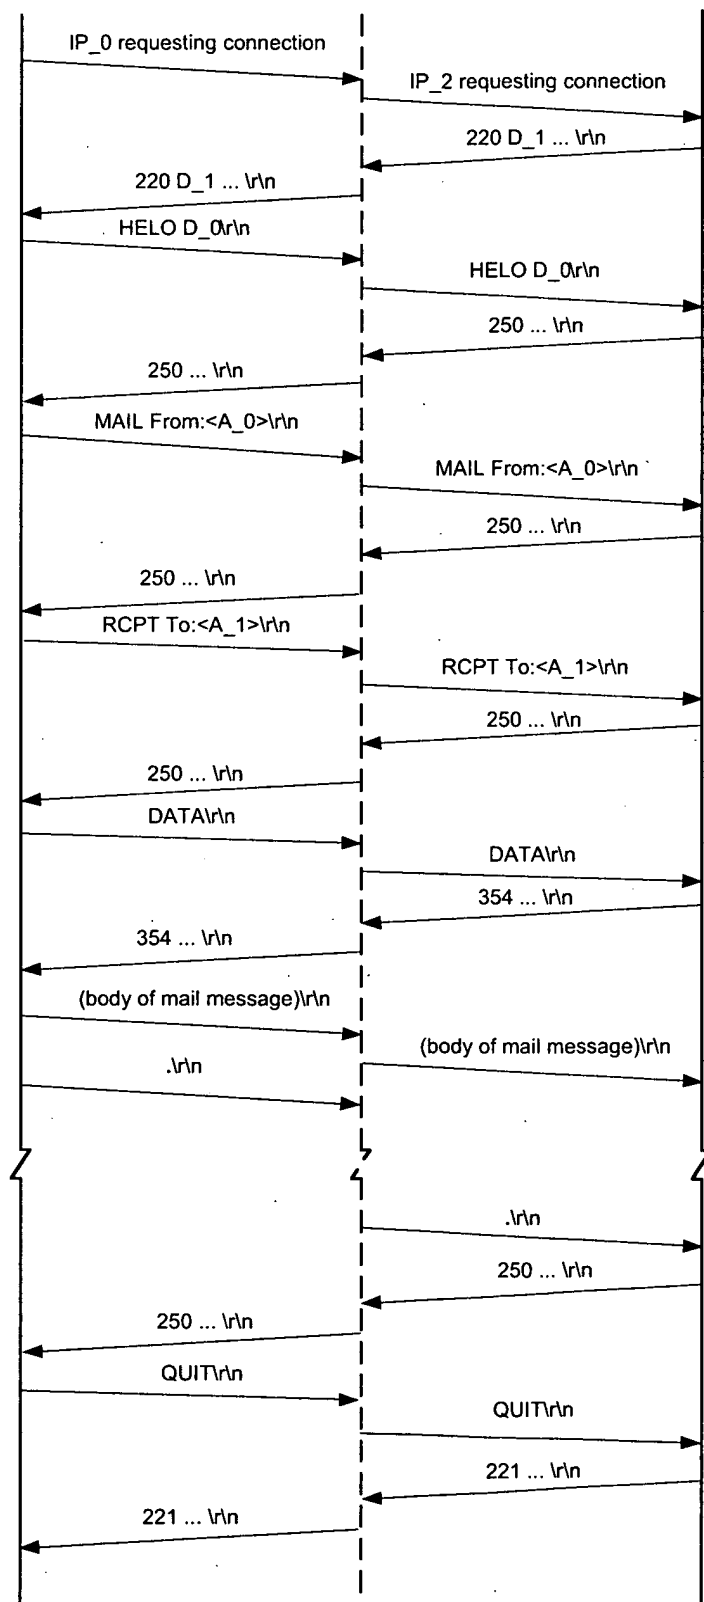 IP_0 requesting connection
IP_2 requesting connection
220 D_1 ... \r\n
220 D_1 ... \r\n
HELO D_0\r\n
HELO D_0\r\n
250 ... \r\n
250 ... \r\n
MAIL From:<A_0>\r\n
MAIL From:<A_0>\r\n
250 ... \r\n
250 ... \r\n
RCPT To:<A_1>\r\n
RCPT To:<A_1>\r\n
250 ... \r\n
250 ... \r\n
DATA\r\n
DATA\r\n
354 ... \r\n
354 ... \r\n
(body of mail message)\r\n
(body of mail message)\r\n
.\r\n
.\r\n
250 ... \r\n
250 ... \r\n
QUIT\r\n
QUIT\r\n
221 ... \r\n
221 ... \r\n